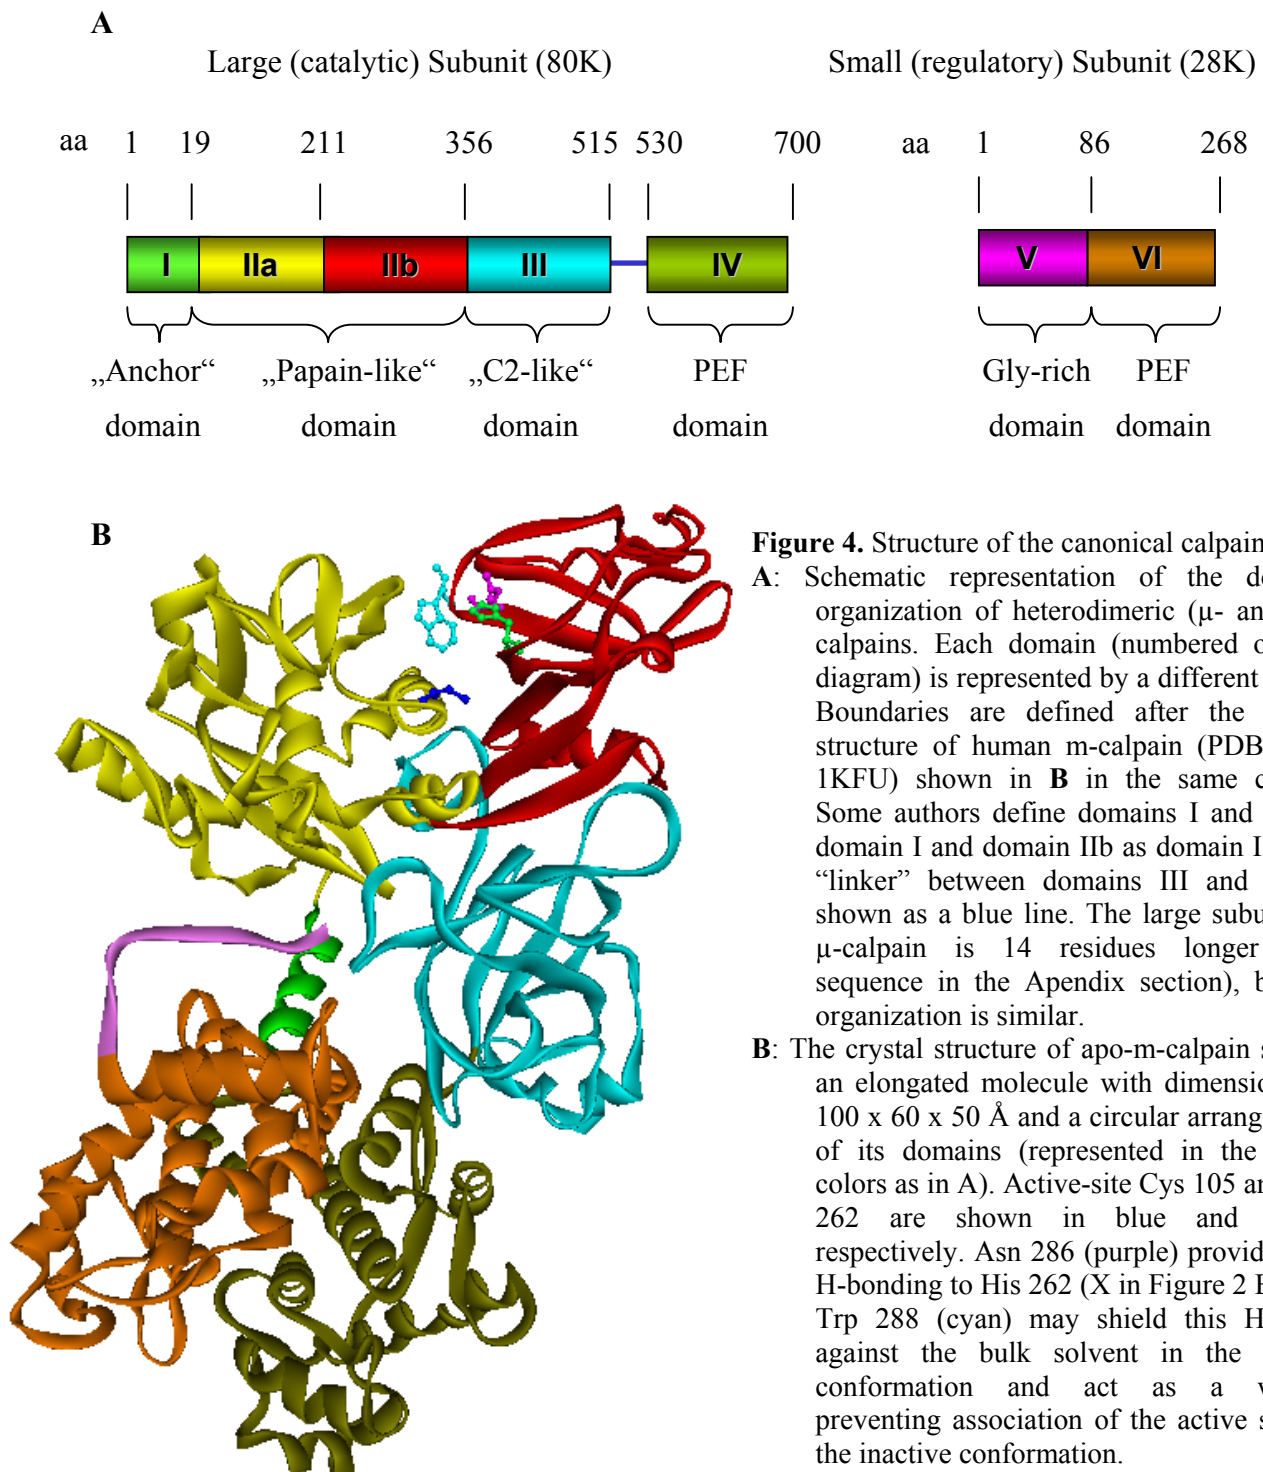 A
Large (catalytic) Subunit (80K) Small (regulatory) Subunit (28K)
aa 1 19 211 356 515 530 700 aa 1 86 268
I IIa IIb III IV V VI
„Anchor“ „Papain-like“ „C2-like“ PEF Gly-rich PEF
domain domain domain domain domain domain
B
Figure 4. Structure of the canonical calpain
A: Schematic representation of the do
organization of heterodimeric (µ- an
calpains. Each domain (numbered o
diagram) is represented by a different
Boundaries are defined after the
structure of human m-calpain (PDB
1KFU) shown in B in the same c
Some authors define domains I and
domain I and domain IIb as domain I
“linker” between domains III and
shown as a blue line. The large subu
µ-calpain is 14 residues longer
sequence in the Apendix section), b
organization is similar.
B: The crystal structure of apo-m-calpain s
an elongated molecule with dimensio
100 x 60 x 50 Å and a circular arrang
of its domains (represented in the
colors as in A). Active-site Cys 105 an
262 are shown in blue and
respectively. Asn 286 (purple) provid
H-bonding to His 262 (X in Figure 2 B
Trp 288 (cyan) may shield this H
against the bulk solvent in the
conformation and act as a w
preventing association of the active s
the inactive conformation.